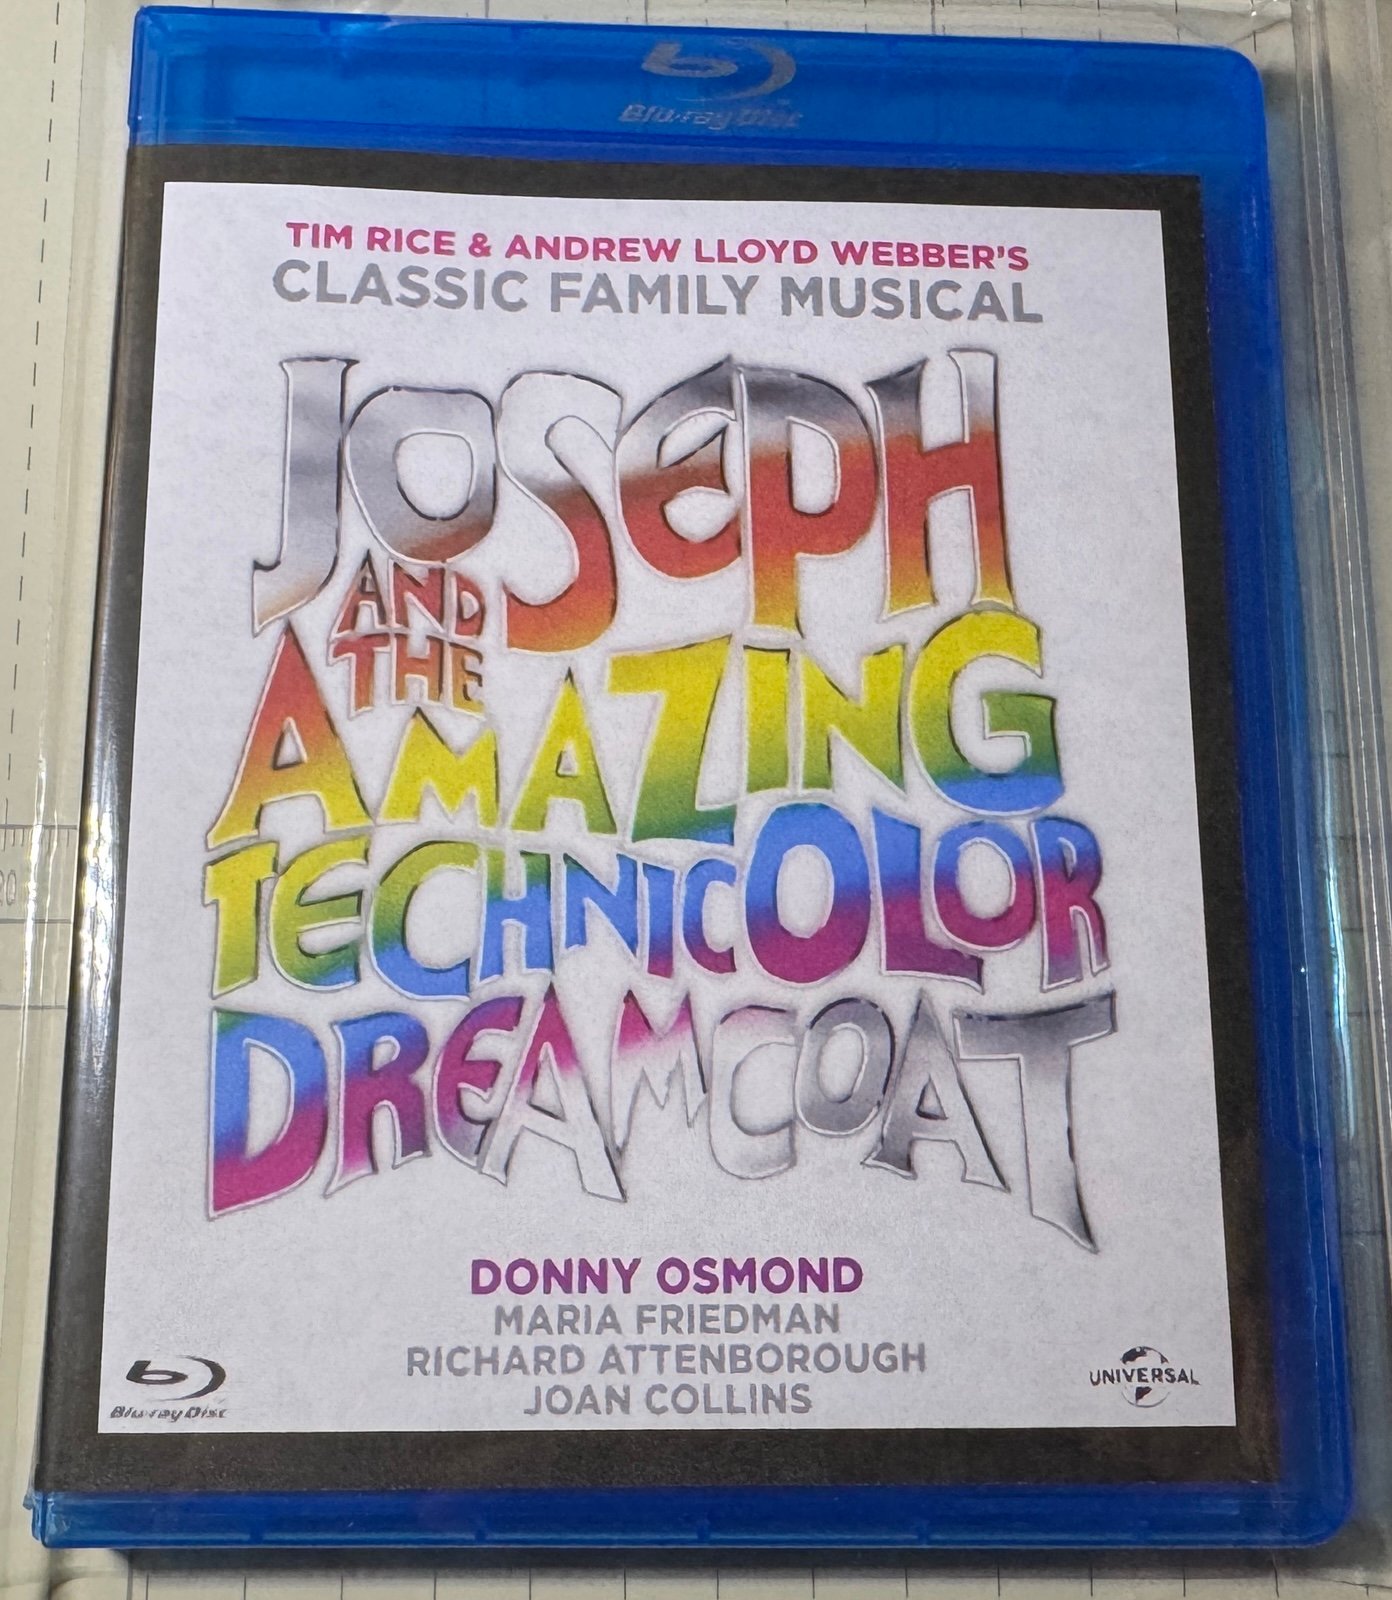 Blu-ray Disc
TIM RICE & ANDREW LLOYD WEBBER'S
CLASSIC FAMILY MUSICAL
JOSEPH
AND
THE
AMAZING
TECHNICOLOR
DREAMCOAT
DONNY OSMOND
MARIA FRIEDMAN
RICHARD ATTENBOROUGH
JOAN COLLINS
Blu-ray Disc
UNIVERSAL